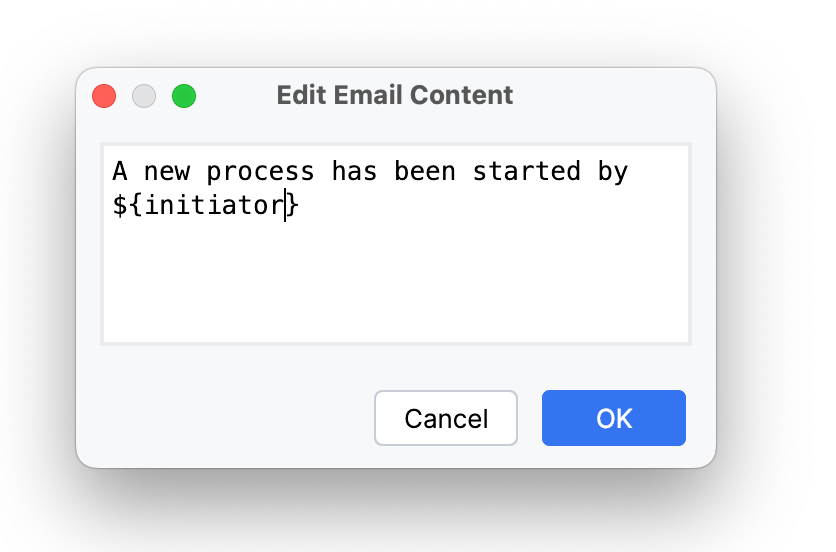 Edit Email Content
A new process has been started by
${initiator}
Cancel
OK